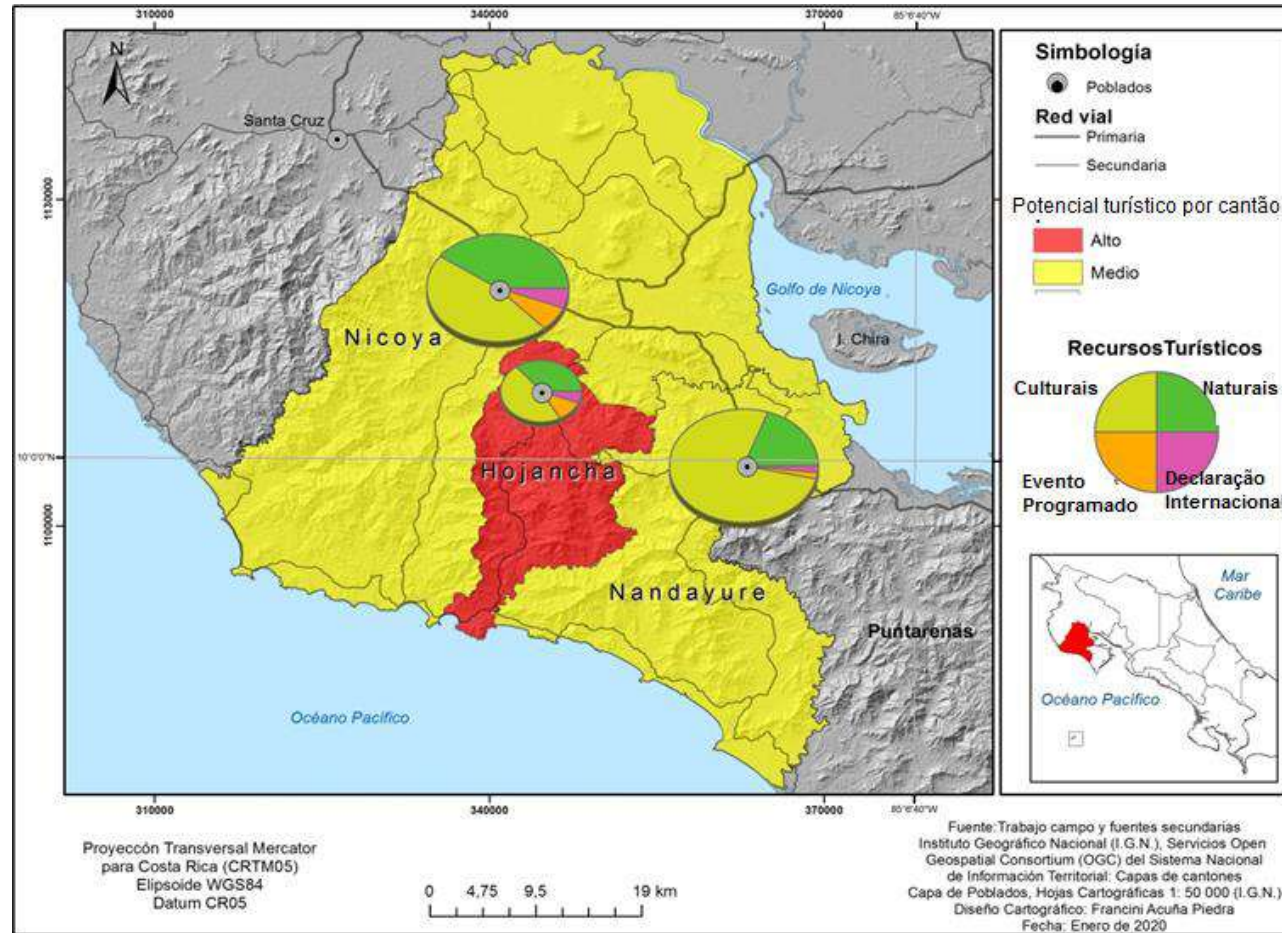 310000
340000
370000
85°6'40"W
N
Santa Cruz
1130000
Golfo de Nicoya
I. Chira
Nicoya
10°0'0"N
Hojancha
1100000
Nandayure
Puntarenas
Océano Pacífico
310000
340000
370000
85°6'40"W
Simbología
Poblados
Red vial
Primaria
Secundaria
Potencial turístico por cantão
Alto
Medio
RecursosTurísticos
Culturais
Naturais
Evento
Programado
Declaração
Internacional
Mar
Caribe
Océano Pacífico
Proyeccón Transversal Mercator
para Costa Rica (CRTM05)
Elipsoide WGS84
Datum CR05
0 4,75 9,5 19 km
Fuente:Trabajo campo y fuentes secundarias
Instituto Geográfico Nacional (I.G.N.), Servicios Open
Geospatial Consortium (OGC) del Sistema Nacional
de Información Territorial: Capas de cantones
Capa de Poblados, Hojas Cartográficas 1: 50 000 (I.G.N.)
Diseño Cartográfico: Francini Acuña Piedra
Fecha: Enero de 2020